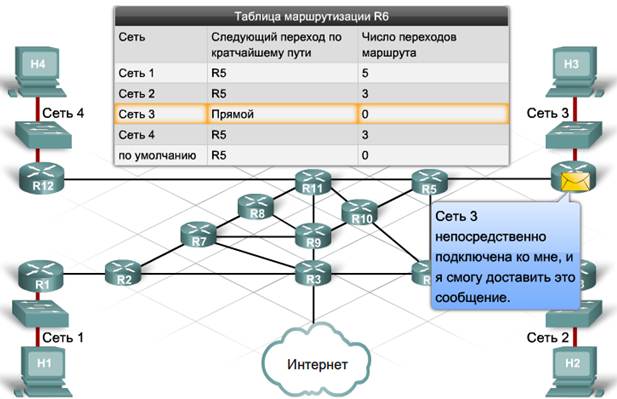 Таблица маршрутизации R6
Сеть Следующий переход по кратчайшему пути Число переходов маршрута
Сеть 1 R5 5
Сеть 2 R5 3
Сеть 3 Прямой 0
Сеть 4 R5 3
по умолчанию R5 0
H4
H3
Сеть 4
Сеть 3
R12
R11
R5
R8
R10
R7
R9
Сеть 3
непосредственно
подключена ко мне, и
я смогу доставить это
сообщение.
R1
R2
R3
Сеть 1
Интернет
Сеть 2
H1
H2